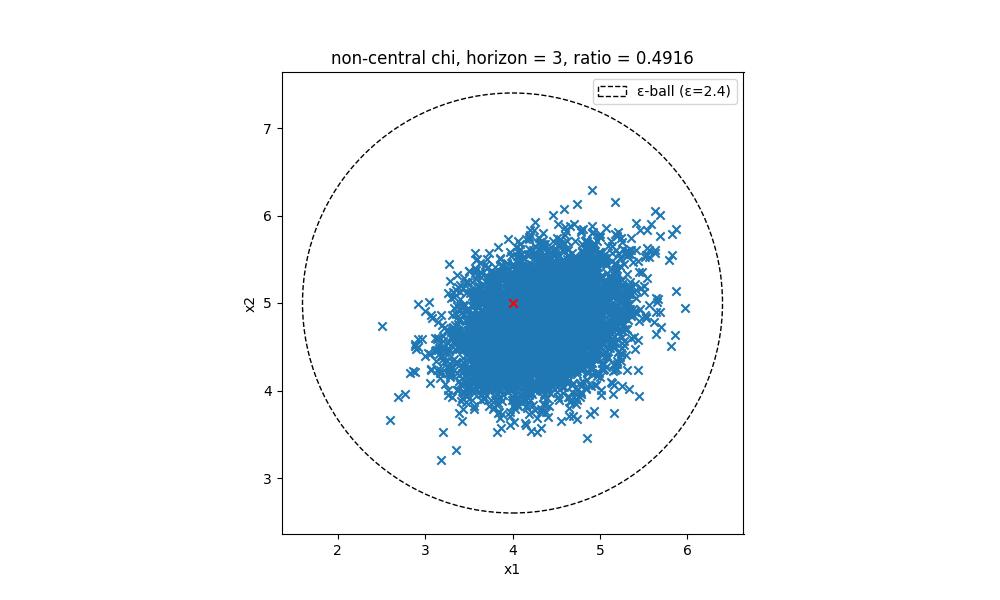 non-central chi, horizon = 3, ratio = 0.4916
ε-ball (ε=2.4)
7
6
5
4
3
x2
2 3 4 5 6
x1